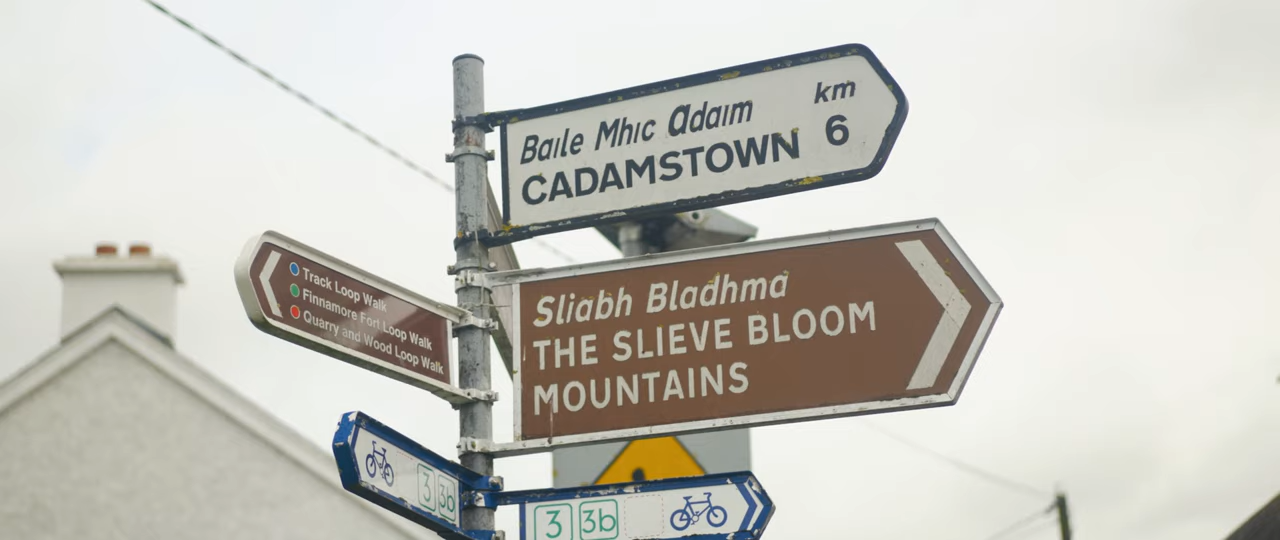 Baile Mhic Adaim
km
CADAMSTOWN 6
Sliabh Bladhma
THE SLIEVE BLOOM
MOUNTAINS
Track Loop Walk
Finnamore Fort Loop Walk
Quarry and Wood Loop Walk
3 3b
3 3b